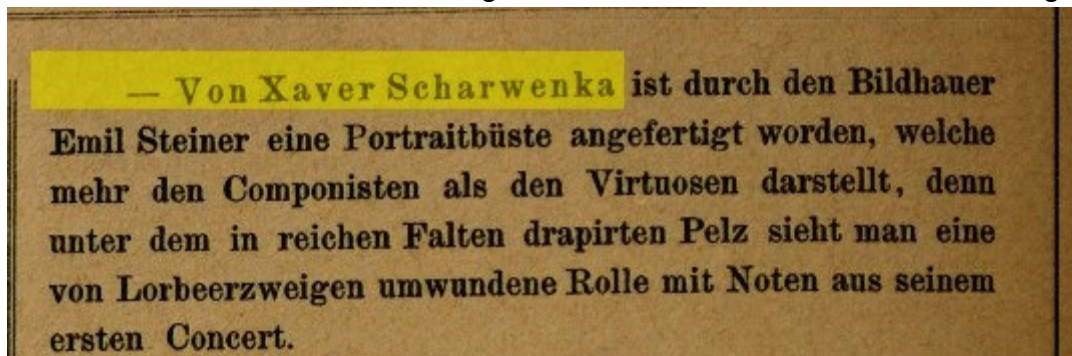 — Von Xaver Scharwenka ist durch den Bildhauer
Emil Steiner eine Portraitbüste angefertigt worden, welche
mehr den Componisten als den Virtuosen darstellt, denn
unter dem in reichen Falten drapirten Pelz sieht man eine
von Lorbeerzweigen umwundene Rolle mit Noten aus seinem
ersten Concert.